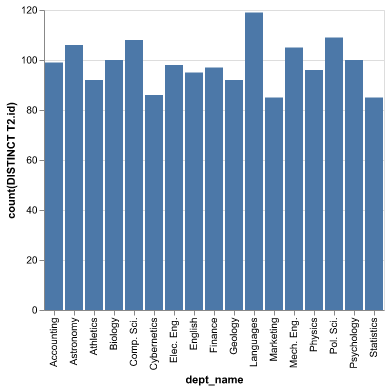 120
100
80
60
40
20
0
count(DISTINCT T2.id)
Accounting
Astronomy
Athletics
Biology
Comp. Sci.
Cybernetics
Elec. Eng.
English
Finance
Geology
Languages
Marketing
Mech. Eng.
Physics
Pol. Sci.
Psychology
Statistics
dept_name